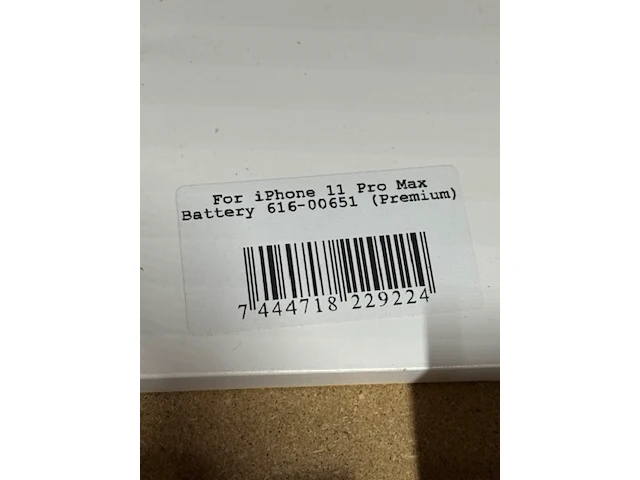 For iPhone 11 Pro Max
Battery 616-00651 (Premium)
7 444718 229224